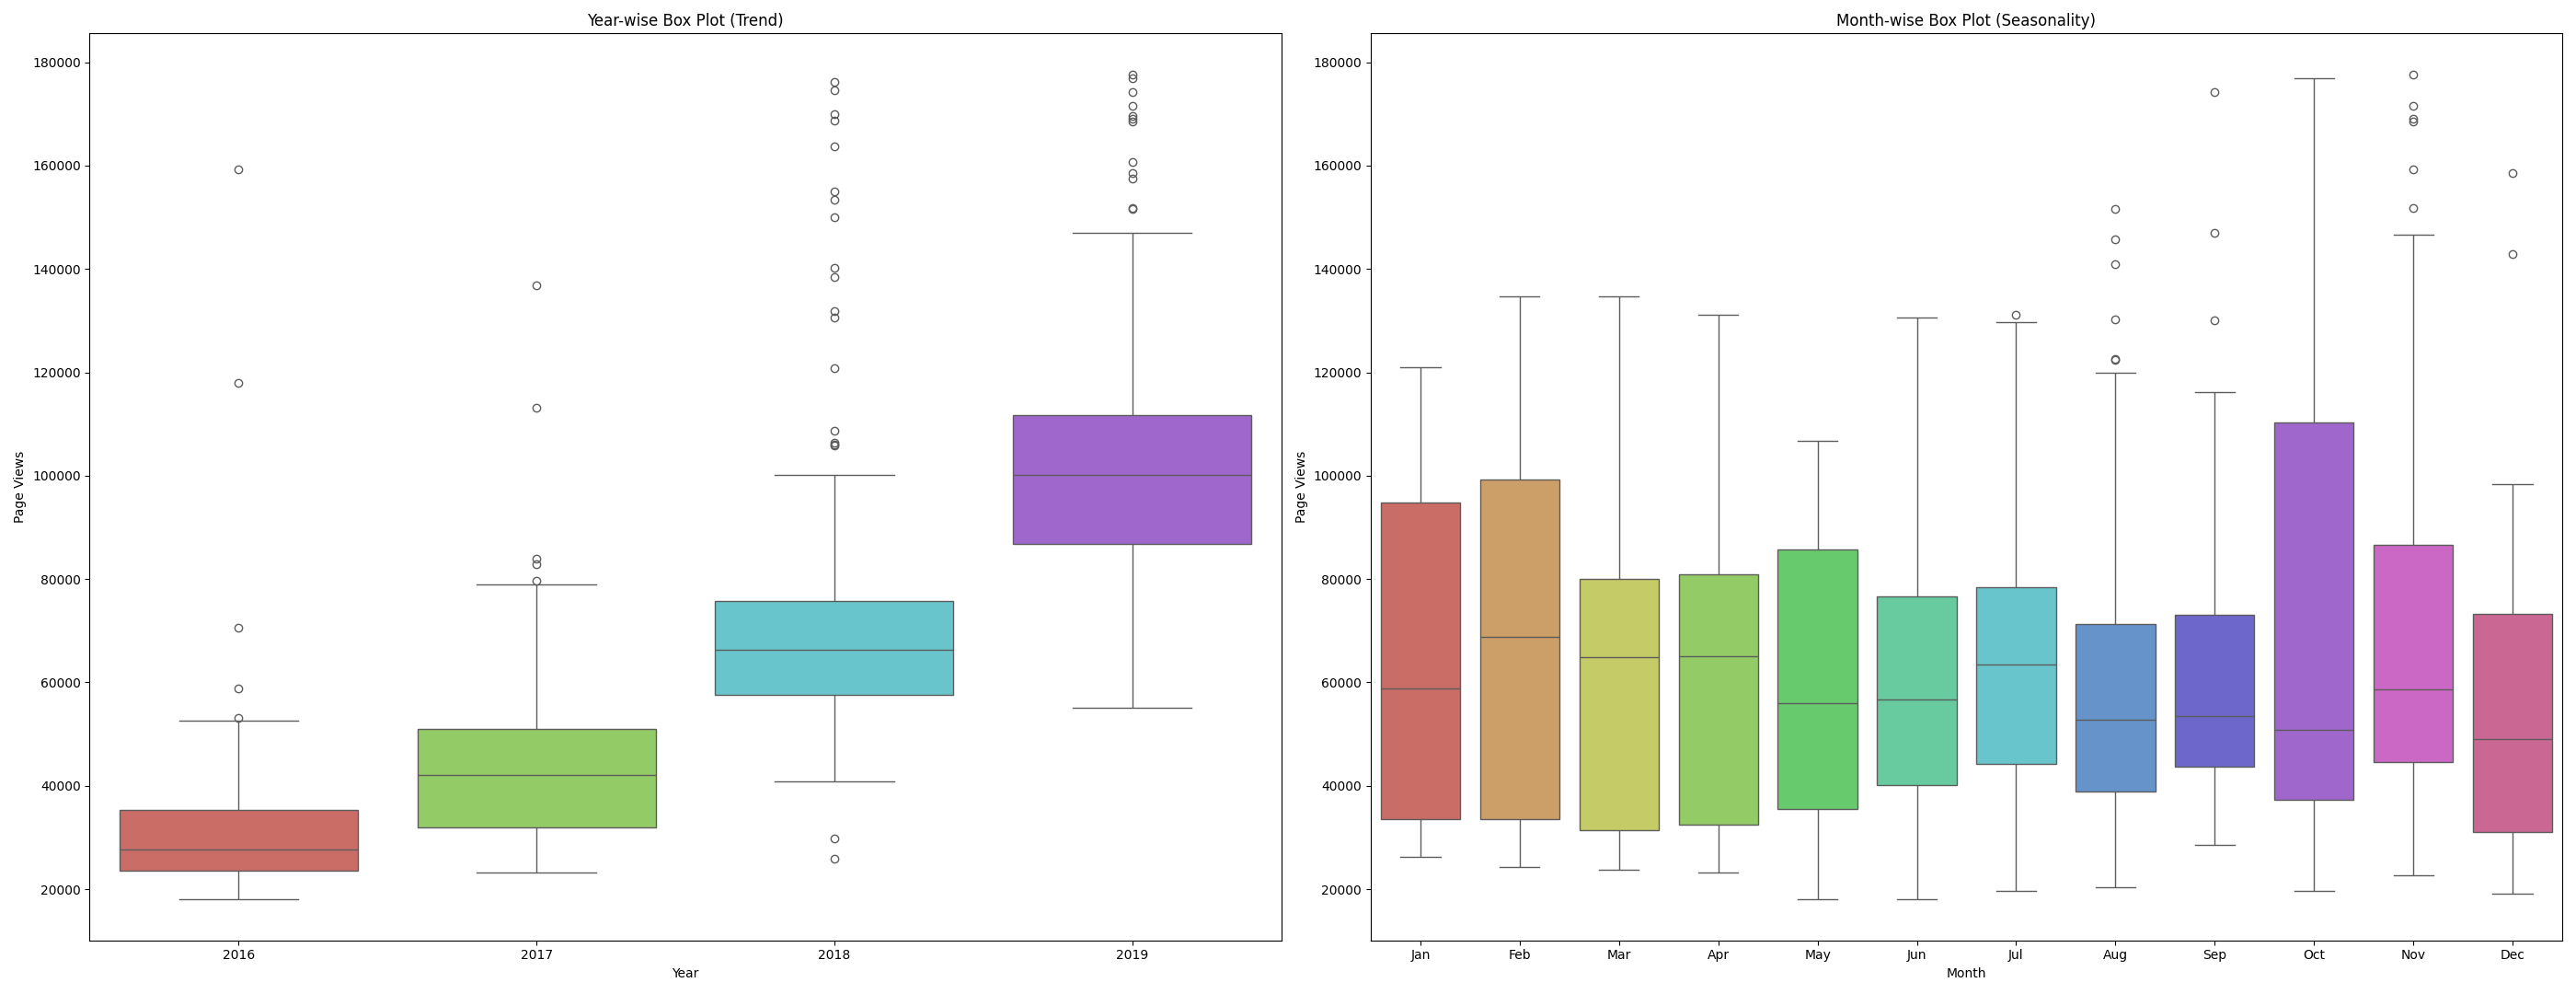 Year-wise Box Plot (Trend)
180000
160000
140000
120000
100000
80000
60000
40000
20000
Page Views
2016 2017 2018 2019
Year
Month-wise Box Plot (Seasonality)
180000
160000
140000
120000
100000
80000
60000
40000
20000
Page Views
Jan Feb Mar Apr May Jun Jul Aug Sep Oct Nov Dec
Month